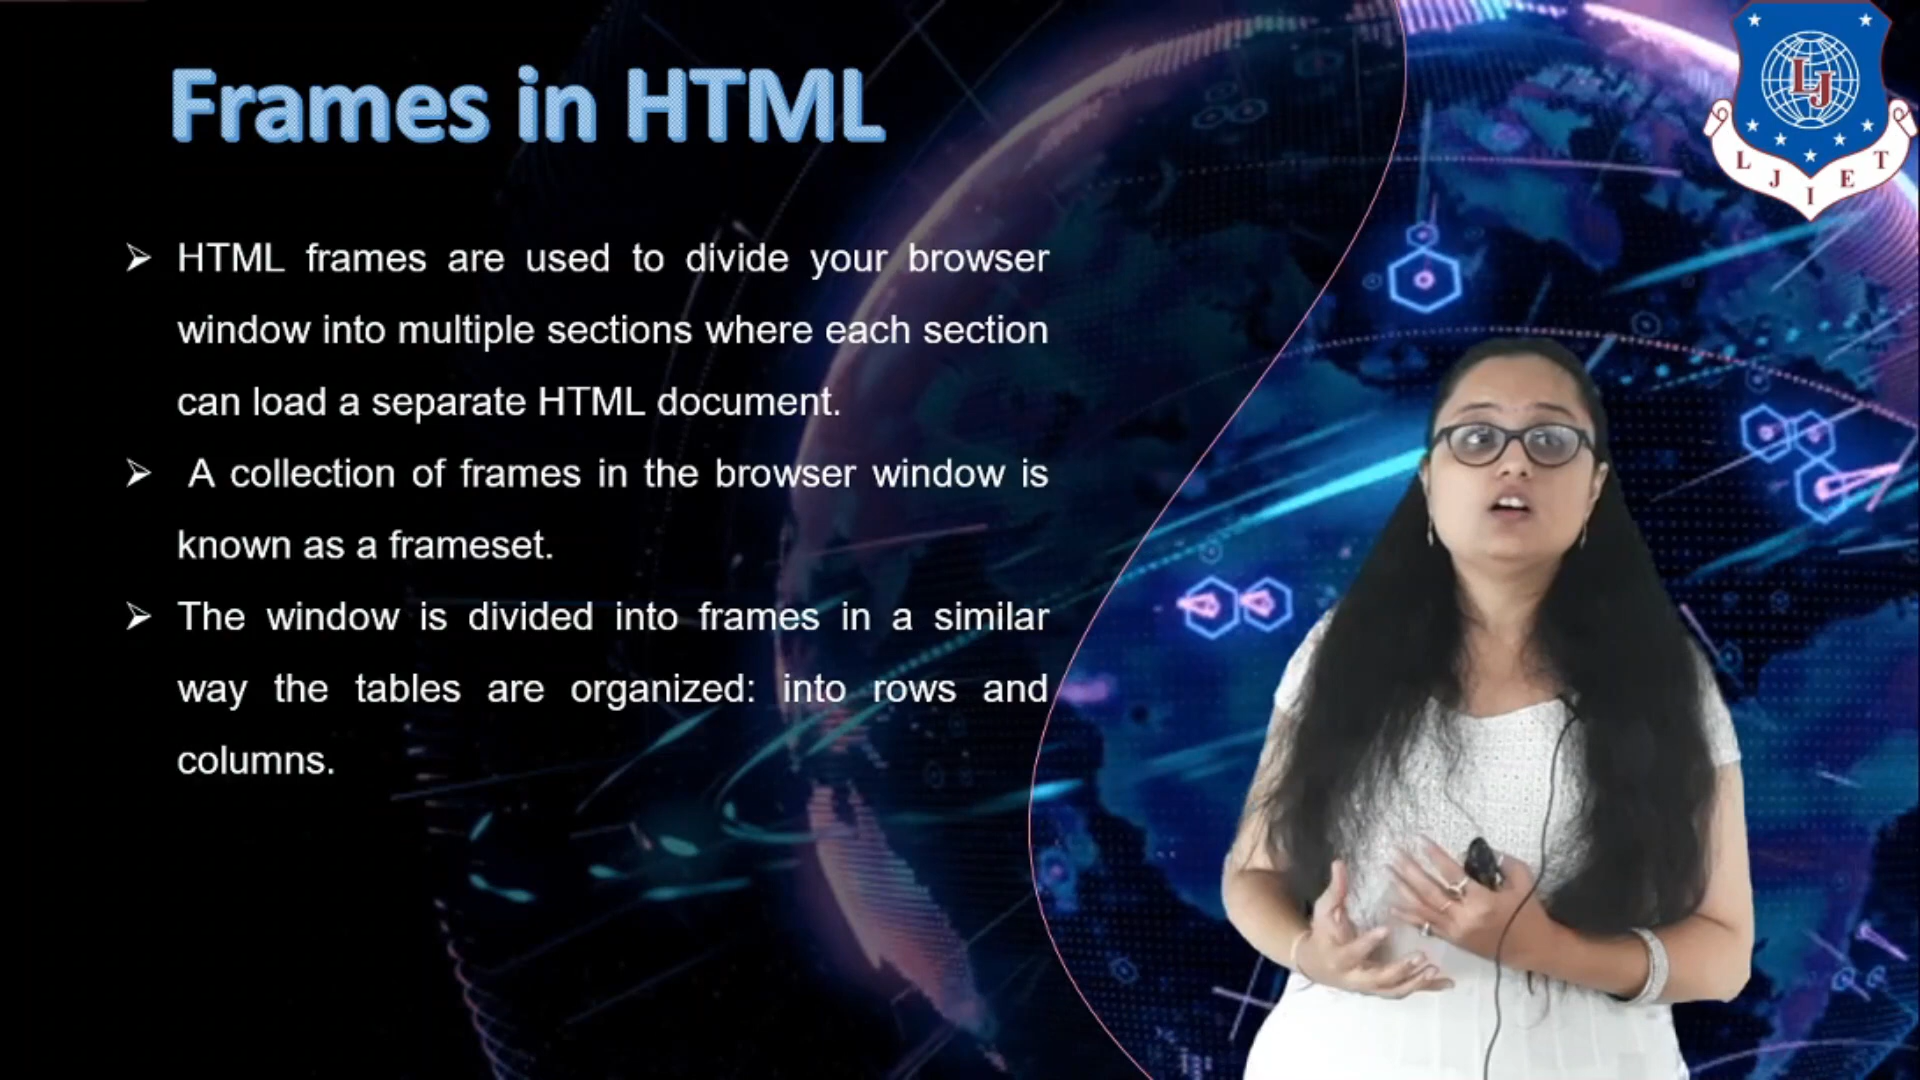 Frames in HTML
➢ HTML frames are used to divide your browser
window into multiple sections where each section
can load a separate HTML document.
➢ A collection of frames in the browser window is
known as a frameset.
➢ The window is divided into frames in a similar
way the tables are organized: into rows and
columns.
LJ
L J I E T